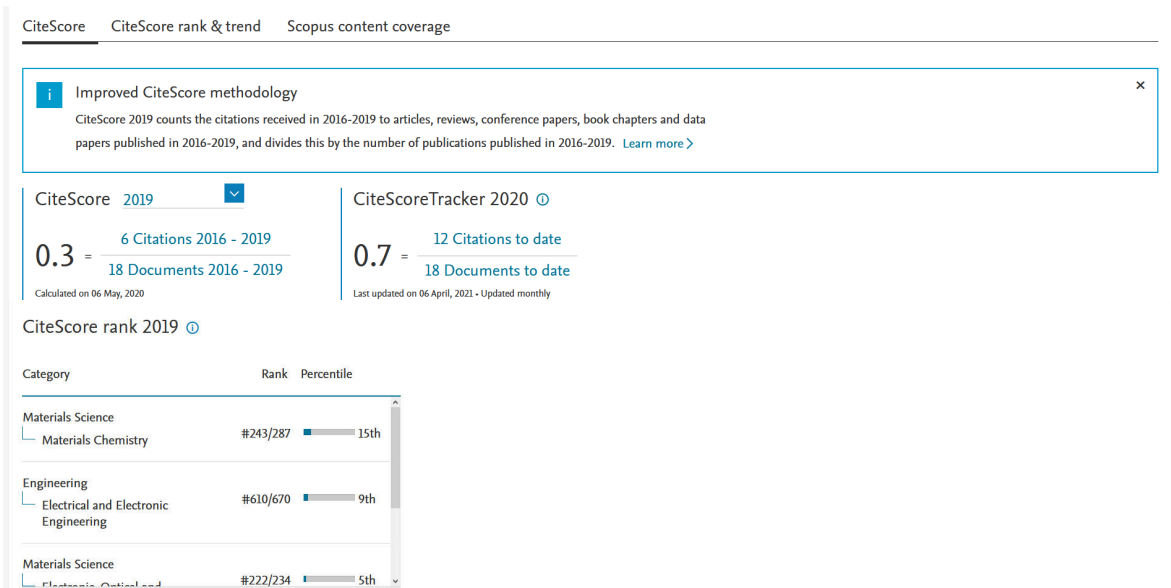 CiteScore CiteScore rank & trend Scopus content coverage
i Improved CiteScore methodology ×
CiteScore 2019 counts the citations received in 2016-2019 to articles, reviews, conference papers, book chapters and data
papers published in 2016-2019, and divides this by the number of publications published in 2016-2019. Learn more >
CiteScore 2019
0.3 =
6 Citations 2016 - 2019
18 Documents 2016 - 2019
Calculated on 06 May, 2020
CiteScoreTracker 2020
0.7 =
12 Citations to date
18 Documents to date
Last updated on 06 April, 2021 • Updated monthly
CiteScore rank 2019
Category Rank Percentile
Materials Science
Materials Chemistry #243/287 15th
Engineering
Electrical and Electronic
Engineering
#610/670 9th
Materials Science
Electronic, Optical and
#222/234 5th